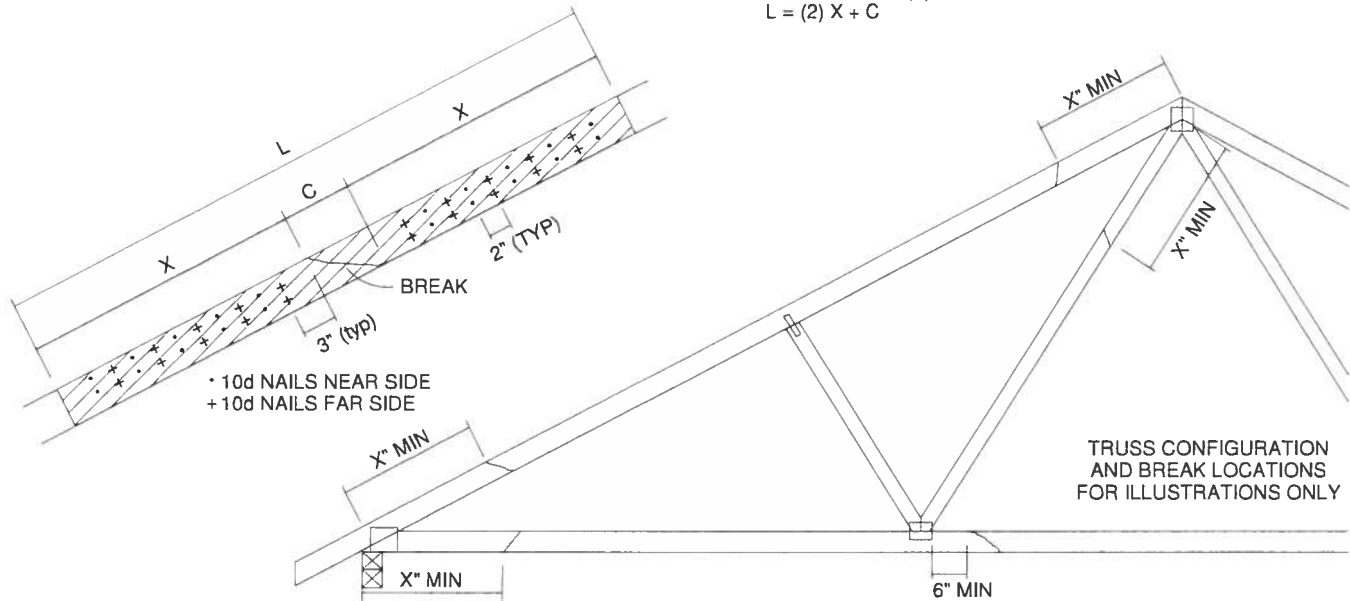 L = (2) X + C
X" MIN
X
L
C
X" MIN
2" (TYP)
X
BREAK
3" (typ)
• 10d NAILS NEAR SIDE
+ 10d NAILS FAR SIDE
X" MIN
TRUSS CONFIGURATION
AND BREAK LOCATIONS
FOR ILLUSTRATIONS ONLY
X" MIN
6" MIN